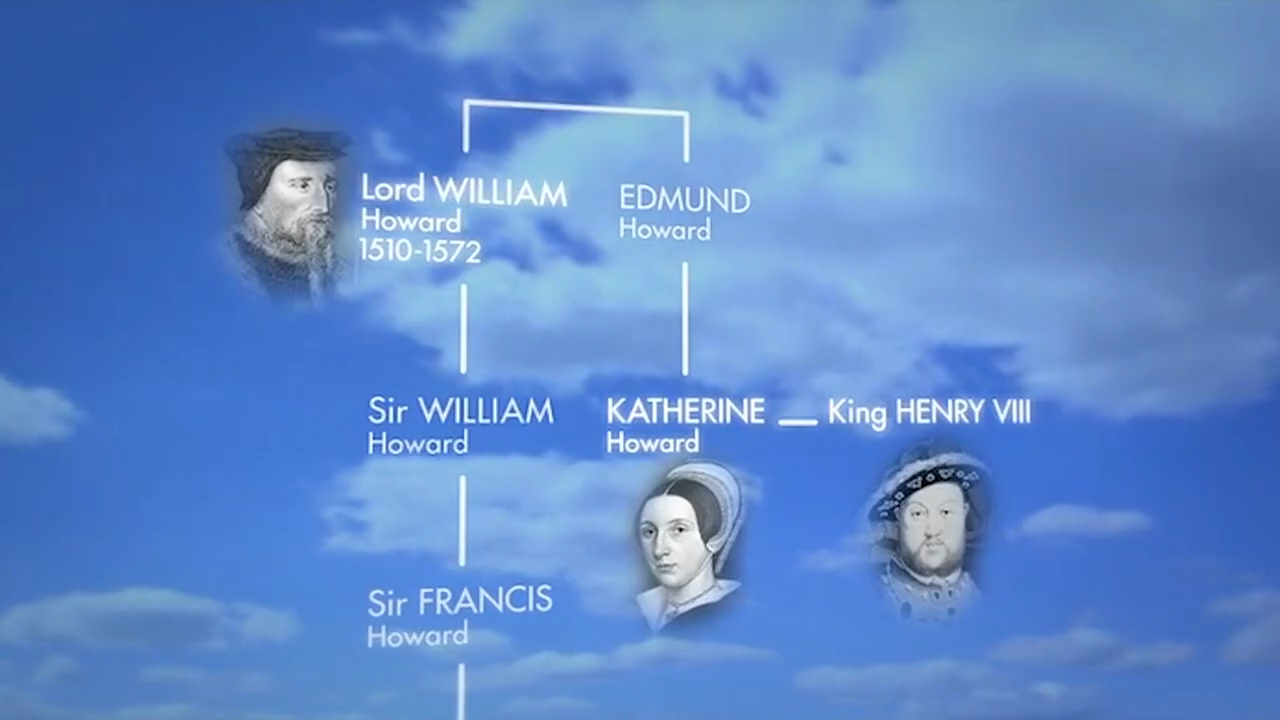 Lord WILLIAM
Howard
1510-1572
EDMUND
Howard
Sir WILLIAM
Howard
KATHERINE
Howard
King HENRY VIII
Sir FRANCIS
Howard